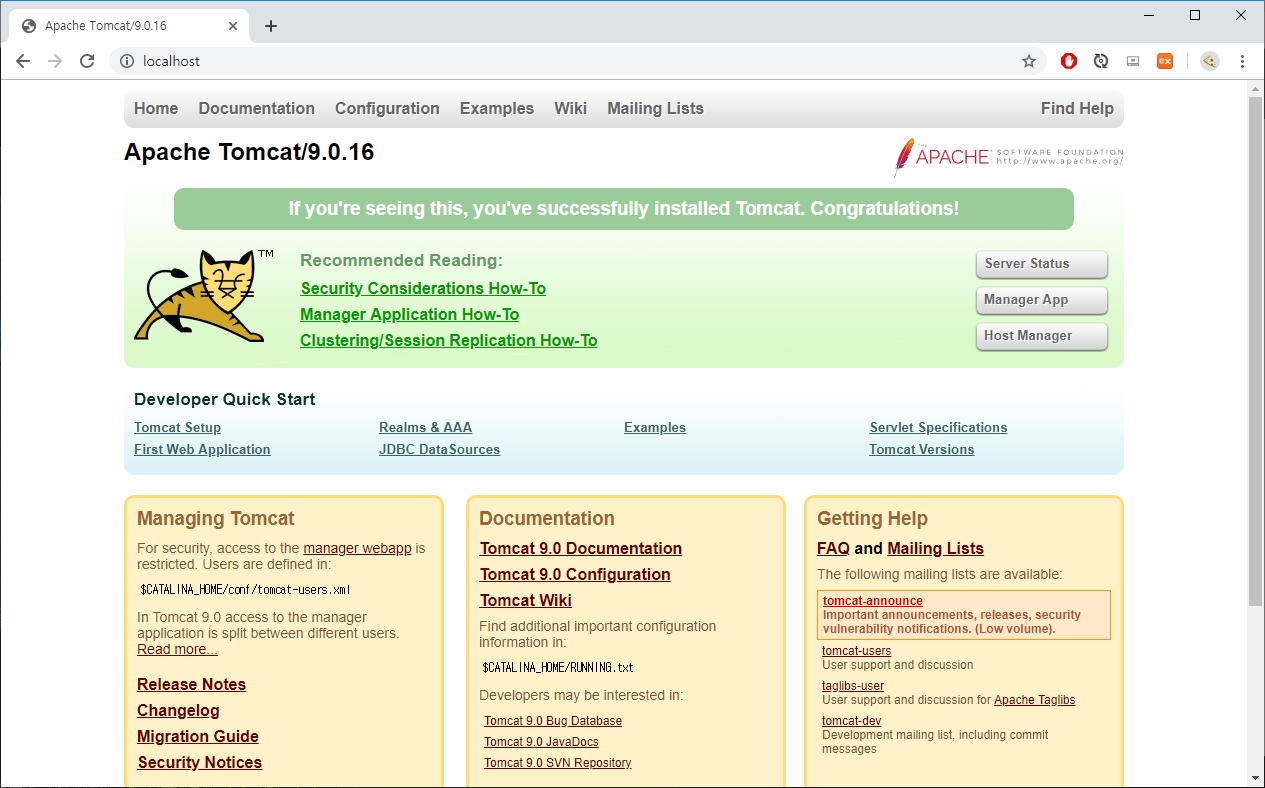 Apache Tomcat/9.0.16
localhost
EX
Home Documentation Configuration Examples Wiki Mailing Lists Find Help
Apache Tomcat/9.0.16
THE
APACHE™ SOFTWARE FOUNDATION
http://www.apache.org/
If you're seeing this, you've successfully installed Tomcat. Congratulations!
TM
Recommended Reading:
Security Considerations How-To
Manager Application How-To
Clustering/Session Replication How-To
Server Status
Manager App
Host Manager
Developer Quick Start
Tomcat Setup
First Web Application
Realms & AAA
JDBC DataSources
Examples
Servlet Specifications
Tomcat Versions
Managing Tomcat
For security, access to the manager webapp is
restricted. Users are defined in:
$CATALINA_HOME/conf/tomcat-users.xml
In Tomcat 9.0 access to the manager
application is split between different users.
Read more...
Release Notes
Changelog
Migration Guide
Security Notices
Documentation
Tomcat 9.0 Documentation
Tomcat 9.0 Configuration
Tomcat Wiki
Find additional important configuration
information in:
$CATALINA_HOME/RUNNING.txt
Developers may be interested in:
Tomcat 9.0 Bug Database
Tomcat 9.0 JavaDocs
Tomcat 9.0 SVN Repository
Getting Help
FAQ and Mailing Lists
The following mailing lists are available:
tomcat-announce
Important announcements, releases, security
vulnerability notifications. (Low volume).
tomcat-users
User support and discussion
taglibs-user
User support and discussion for Apache Taglibs
tomcat-dev
Development mailing list, including commit
messages